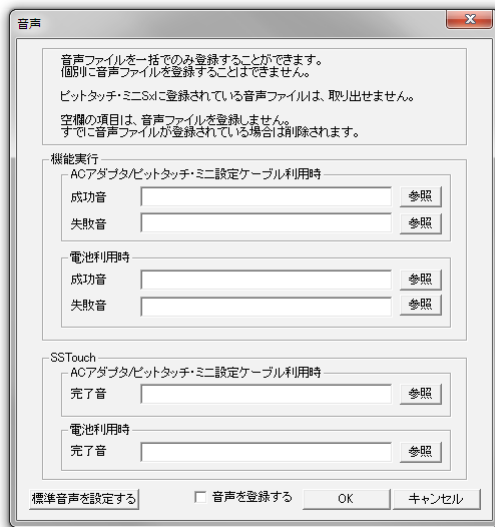 音声
音声ファイルを一括でのみ登録することができます。
個別に音声ファイルを登録することはできません。
ピットタッチ・ミニSxに登録されている音声ファイルは、取り出せません。
空欄の項目は、音声ファイルを登録しません。
すでに音声ファイルが登録されている場合は削除されます。
機能実行
ACアダプタ/ピットタッチ・ミニ設定ケーブル利用時
成功音 参照
失敗音 参照
電池利用時
成功音 参照
失敗音 参照
SSTouch
ACアダプタ/ピットタッチ・ミニ設定ケーブル利用時
完了音 参照
電池利用時
完了音 参照
標準音声を設定する 音声を登録する OK キャンセル